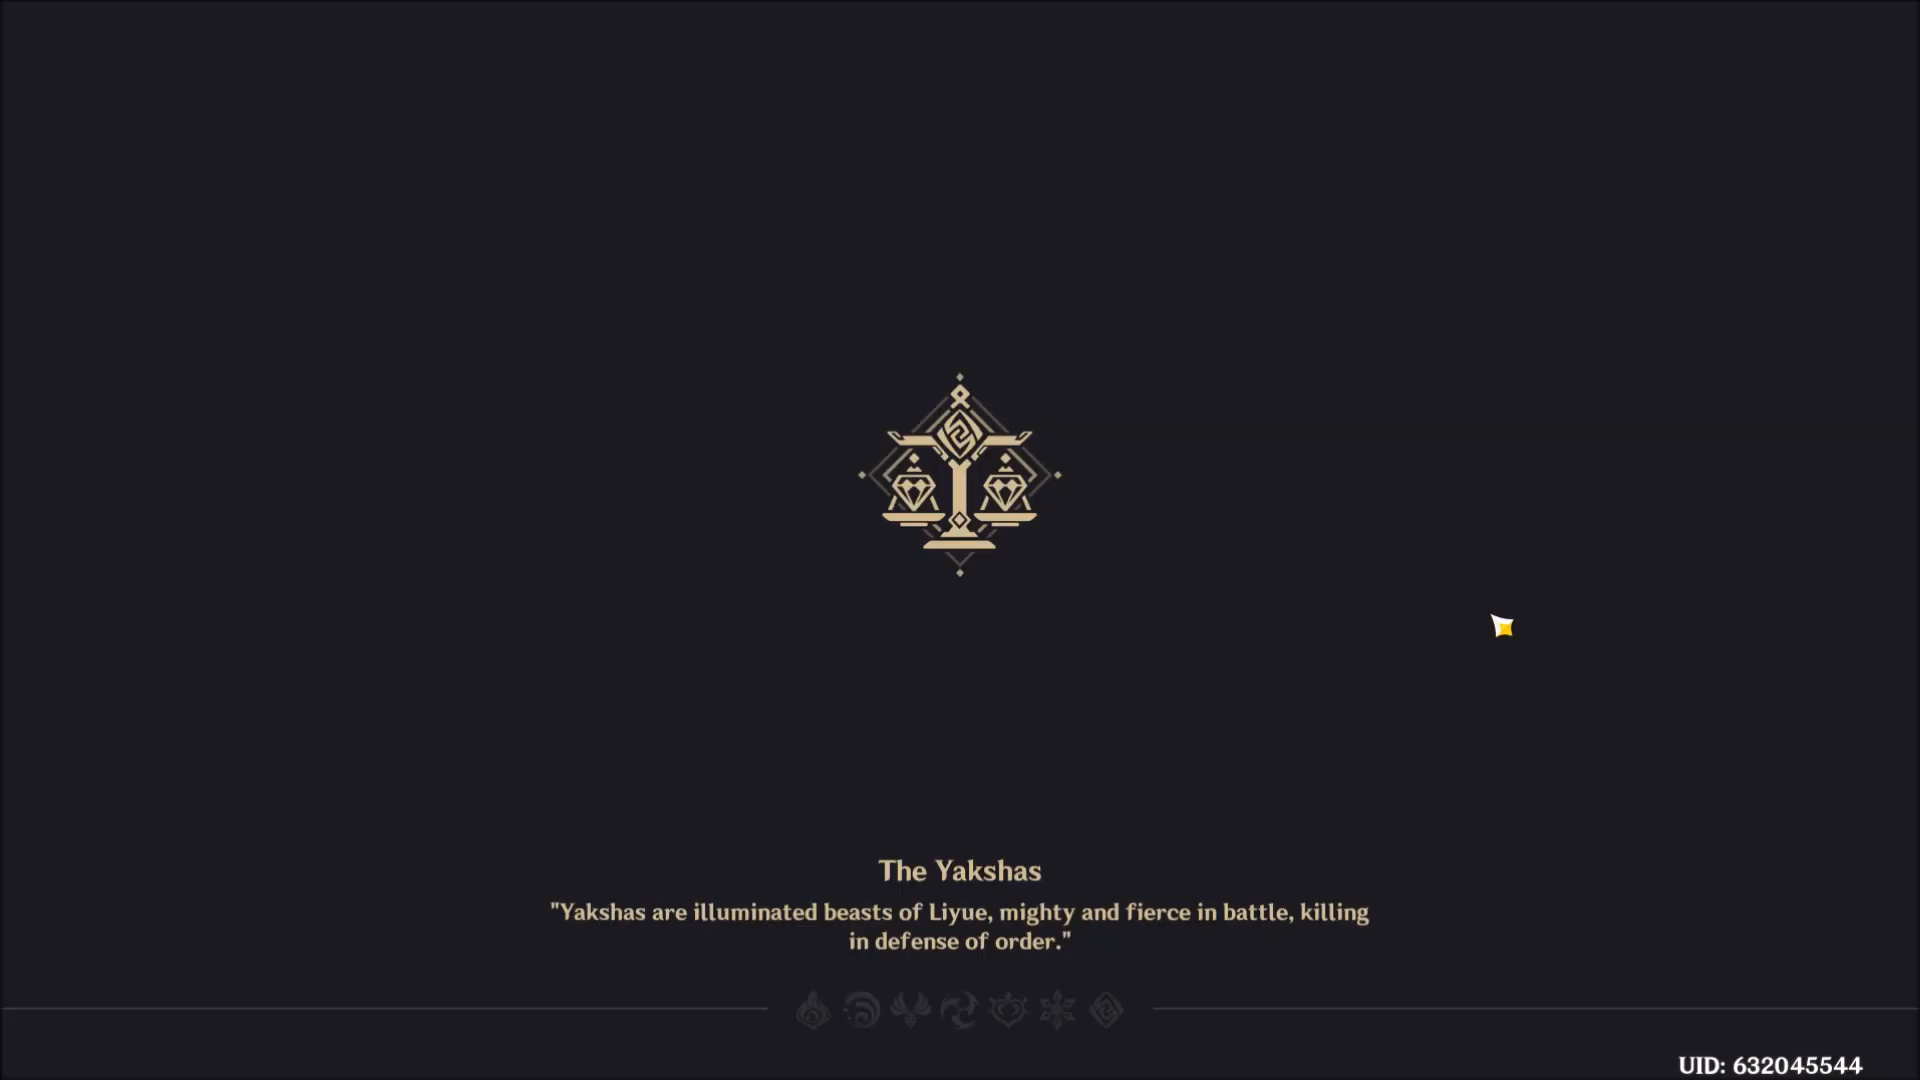 The Yakshas
"Yakshas are illuminated beasts of Liyue, mighty and fierce in battle, killing
in defense of order."
UID: 632045544